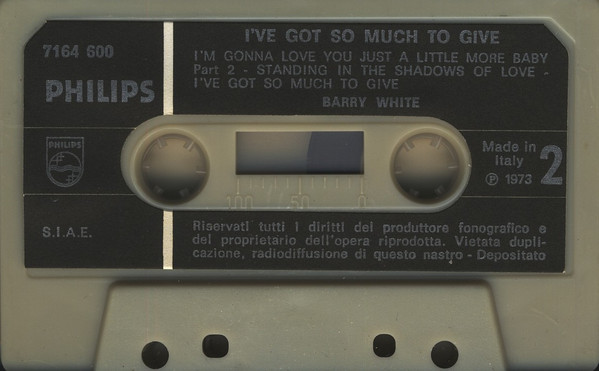 I'VE GOT SO MUCH TO GIVE
7164 600
I'M GONNA LOVE YOU JUST A LITTLE MORE BABY
Part 2 - STANDING IN THE SHADOWS OF LOVE -
I'VE GOT SO MUCH TO GIVE
PHILIPS
BARRY WHITE
PHILIPS
Made in
Italy
℗ 1973
2
100 50 0
S.I.A.E.
Riservati tutti i diritti del produttore fonografico e
del proprietario dell'opera riprodotta. Vietata dupli-
cazione, radiodiffusione di questo nastro - Depositato